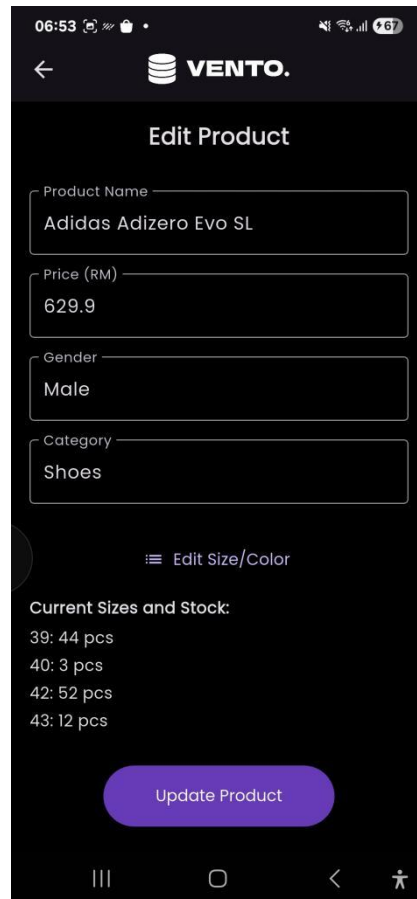 06:53
67
VENTO.
Edit Product
Product Name
Adidas Adizero Evo SL
Price (RM)
629.9
Gender
Male
Category
Shoes
Edit Size/Color
Current Sizes and Stock:
39: 44 pcs
40: 3 pcs
42: 52 pcs
43: 12 pcs
Update Product